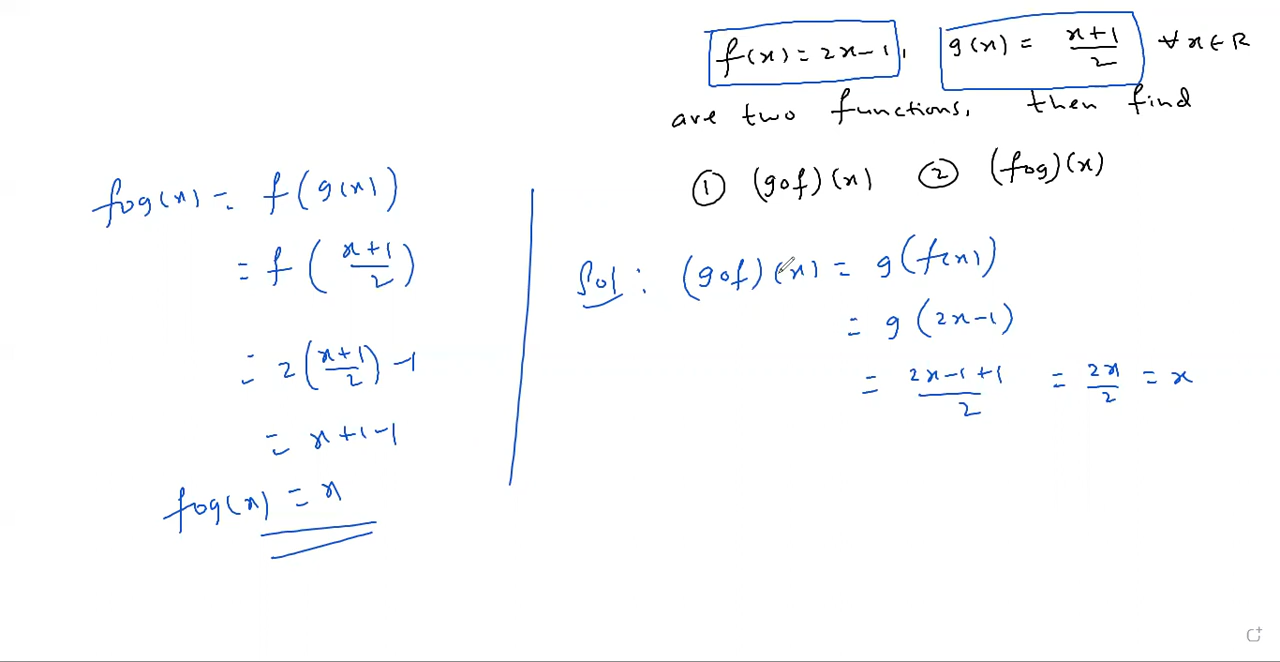 f(x) = 2x-1, g(x) = (x+1)/2 ∀ x ∈ R
are two functions, then find
① (gof)(x) ② (fog)(x)
Sol: (gof)(x) = g(f(x))
= g(2x-1)
= (2x-1+1)/2 = 2x/2 = x
fog(x) = f(g(x))
= f((x+1)/2)
= 2((x+1)/2) -1
= x+1-1
fog(x) = x